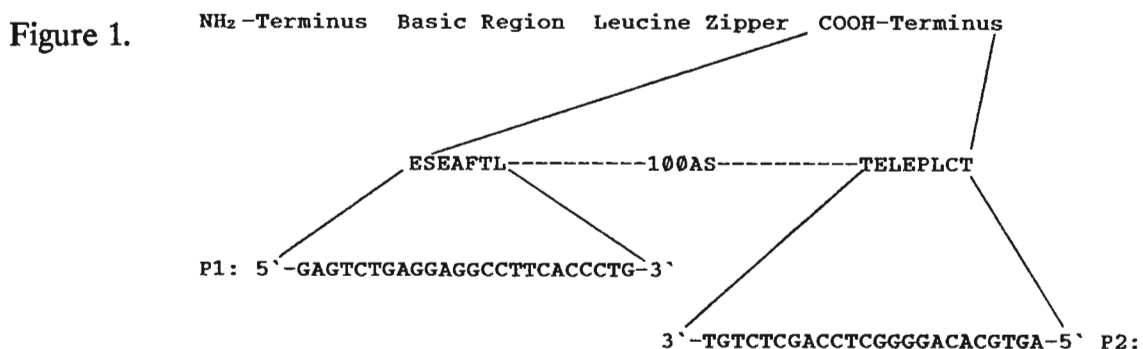 Figure 1.
NH₂-Terminus Basic Region Leucine Zipper COOH-Terminus
ESEAFTL----------100AS----------TELEPLCT
P1: 5`-GAGTCTGAGGAGGCCTTCACCCTG-3`
3`-TGTCTCGACCTCGGGGACACGTGA-5` P2: